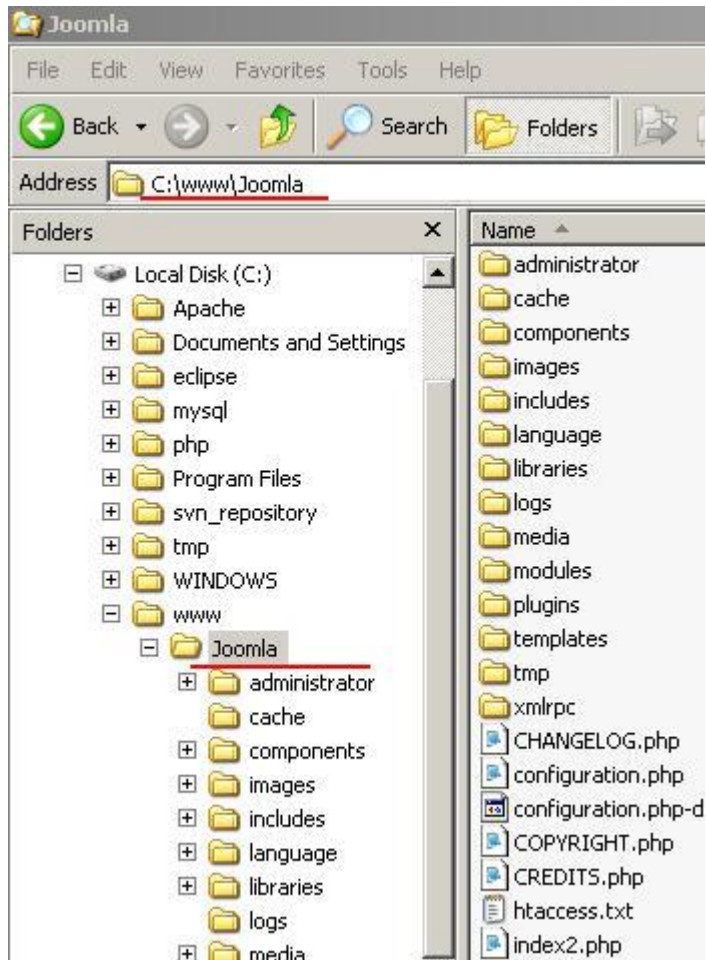 Joomla
File Edit View Favorites Tools Help
Back Search Folders
Address C:\www\Joomla
Folders
Local Disk (C:)
Apache
Documents and Settings
eclipse
mysql
php
Program Files
svn_repository
tmp
WINDOWS
www
Joomla
administrator
cache
components
images
includes
language
libraries
logs
media
Name
administrator
cache
components
images
includes
language
libraries
logs
media
modules
plugins
templates
tmp
xmlrpc
CHANGELOG.php
configuration.php
configuration.php-d
COPYRIGHT.php
CREDITS.php
htaccess.txt
index2.php